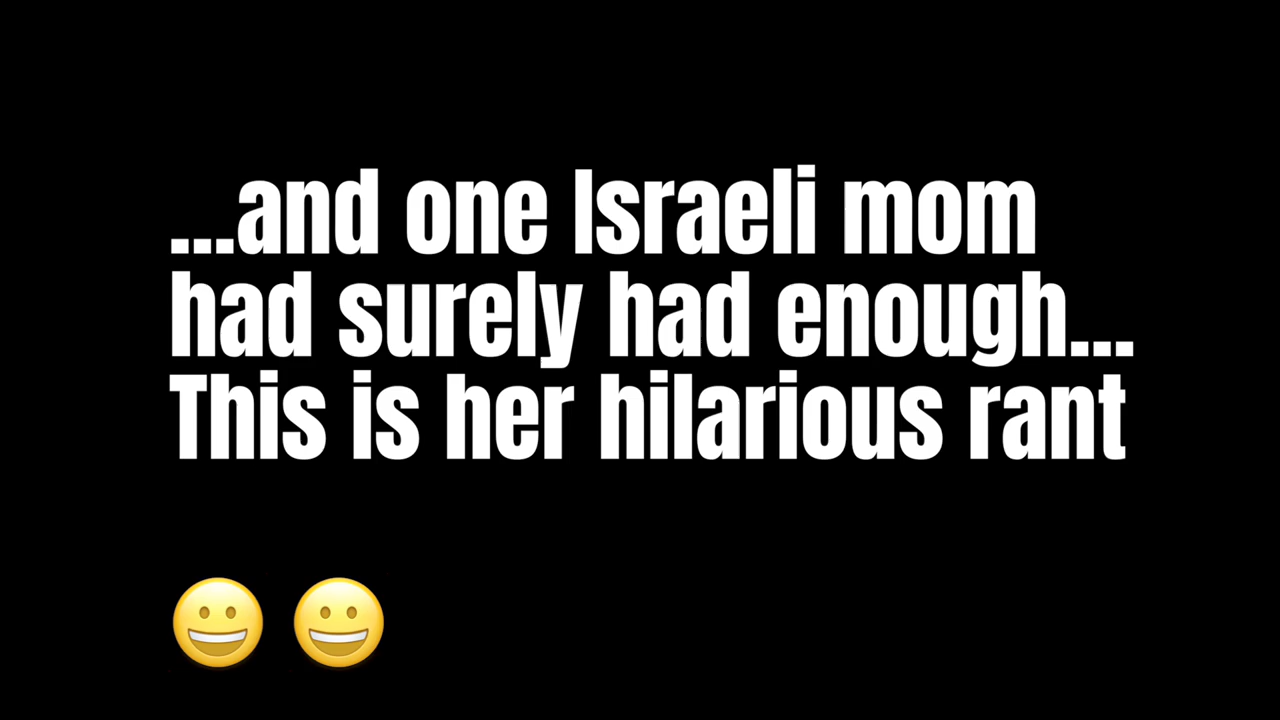 ...and one Israeli mom
had surely had enough...
This is her hilarious rant